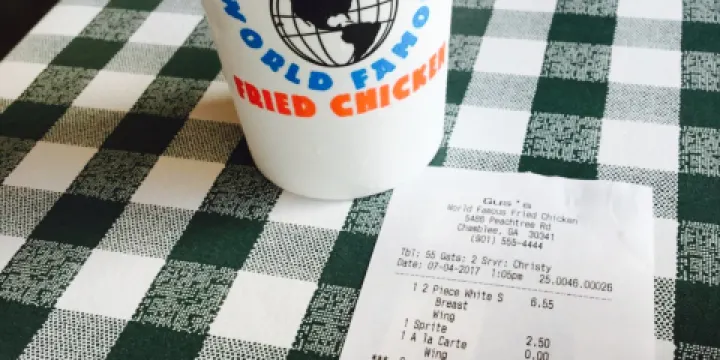 WORLD FAMO
FRIED CHICKEN
Gus's
World Famous Fried Chicken
5486 Peachtree Rd
Chamblee, GA 30341
(901) 555-4444
Tbl: 55 Gsts: 2 Srvr: Christy
Date: 07-04-2017 1:05pm 25.0046.00026
1 2 Piece White S 6.55
Breast
Wing
1 Sprite 2.50
1 A la Carte 0.00
Wing